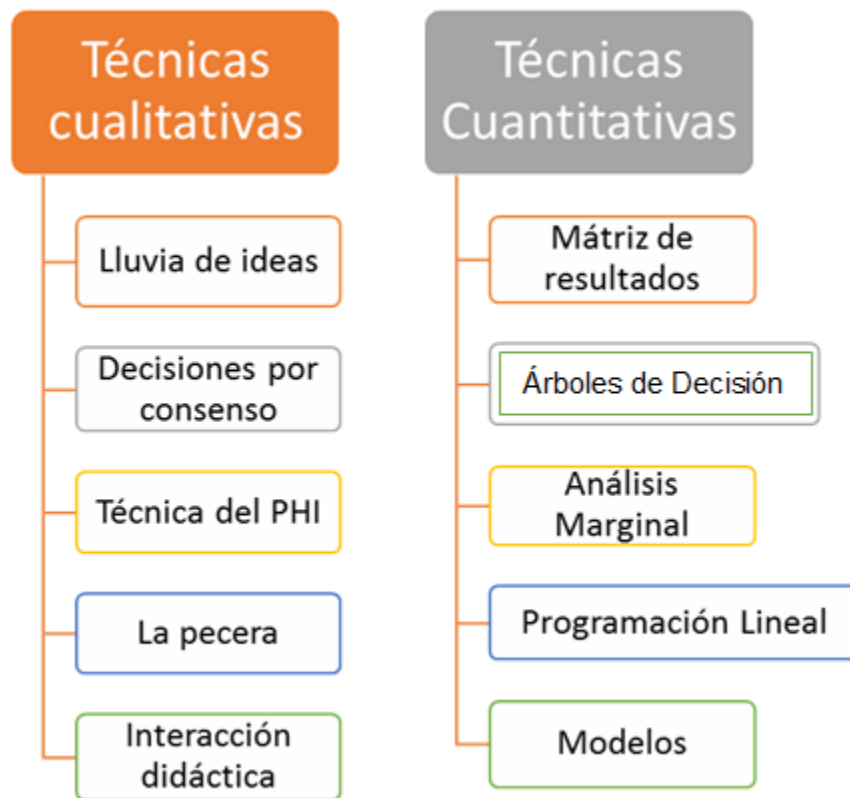 Técnicas
cualitativas
Lluvia de ideas
Decisiones por
consenso
Técnica del PHI
La pecera
Interacción
didáctica
Técnicas
Cuantitativas
Mátriz de
resultados
Árboles de Decisión
Análisis
Marginal
Programación Lineal
Modelos